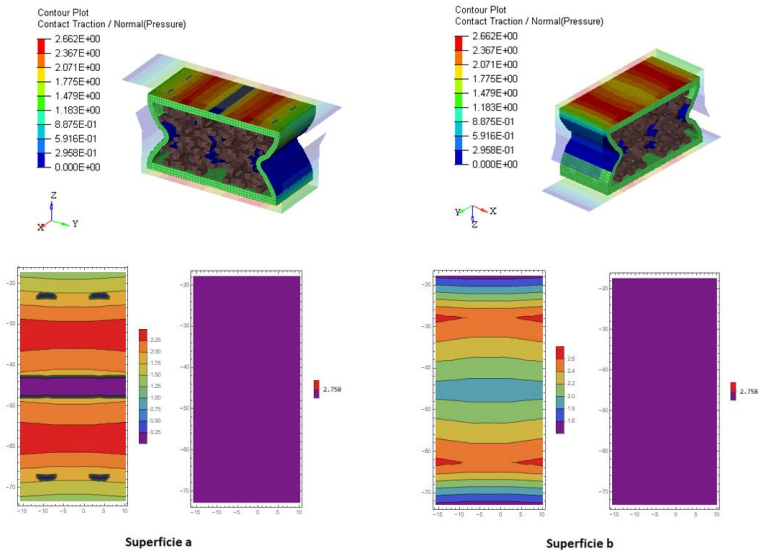 Contour Plot
Contact Traction / Normal(Pressure)
2.662E+00
2.367E+00
2.071E+00
1.775E+00
1.479E+00
1.183E+00
8.875E-01
5.916E-01
2.958E-01
0.000E+00
Z
X
Y
Contour Plot
Contact Traction / Normal(Pressure)
2.662E+00
2.367E+00
2.071E+00
1.775E+00
1.479E+00
1.183E+00
8.875E-01
5.916E-01
2.958E-01
0.000E+00
Y
X
Z
-20
-30
-40
-50
-60
-70
-15
-10
-5
0
5
10
2.25
2.00
1.75
1.50
1.25
1.00
0.75
0.50
0.25
-20
-30
-40
-50
-60
-70
-15
-10
-5
0
5
10
2.758
Superficie a
-20
-30
-40
-50
-60
-70
-15
-10
-5
0
5
10
2.6
2.4
2.2
2.0
1.8
1.6
-20
-30
-40
-50
-60
-70
-15
-10
-5
0
5
10
2.758
Superficie b